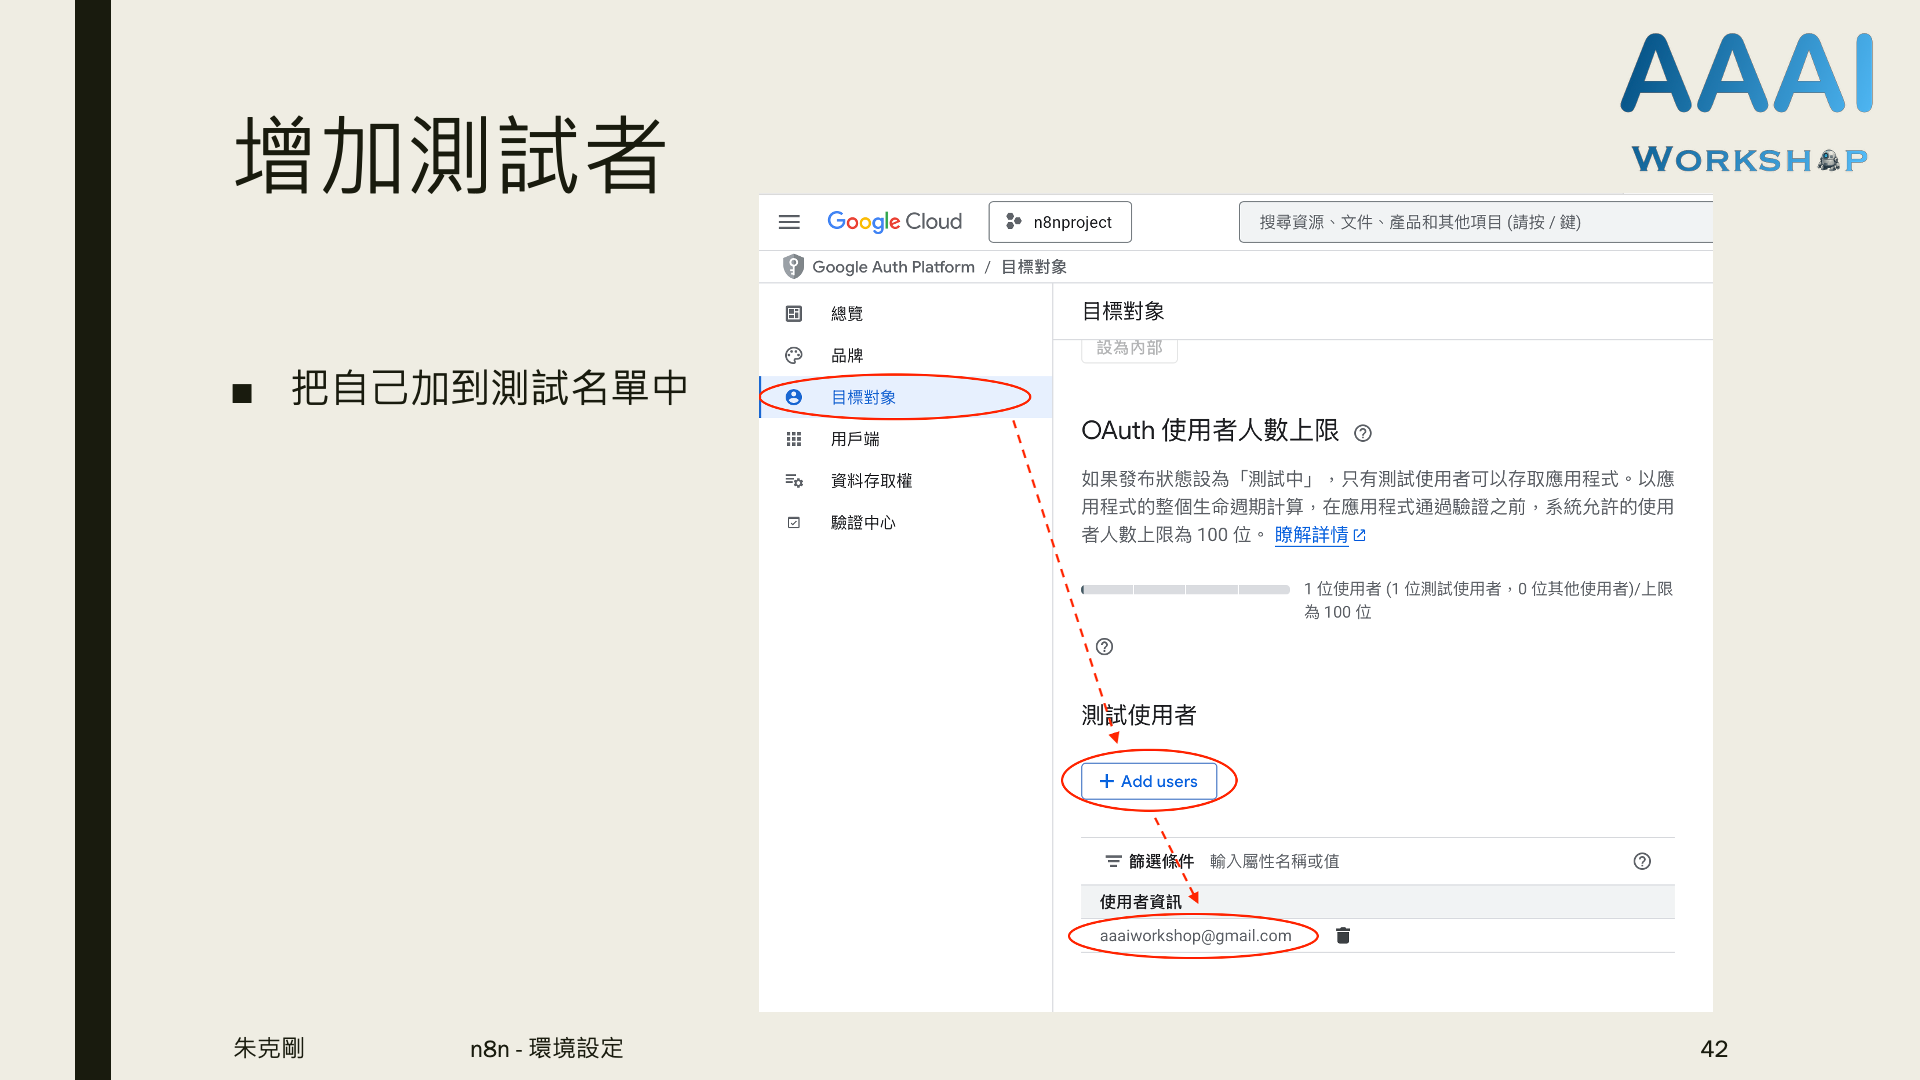 AAAI
WORKSHOP
增加測試者
■ 把自己加到測試名單中
Google Cloud
n8nproject
搜尋資源、文件、產品和其他項目 (請按 / 鍵)
Google Auth Platform / 目標對象
總覽
品牌
目標對象
用戶端
資料存取權
驗證中心
目標對象
設為內部
OAuth 使用者人數上限
如果發布狀態設為「測試中」，只有測試使用者可以存取應用程式。以應
用程式的整個生命週期計算，在應用程式通過驗證之前，系統允許的使用
者人數上限為 100 位。 瞭解詳情
1 位使用者 (1 位測試使用者，0 位其他使用者)/上限
為 100 位
測試使用者
+ Add users
篩選條件 輸入屬性名稱或值
使用者資訊
aaaiworkshop@gmail.com
朱克剛
n8n - 環境設定
42